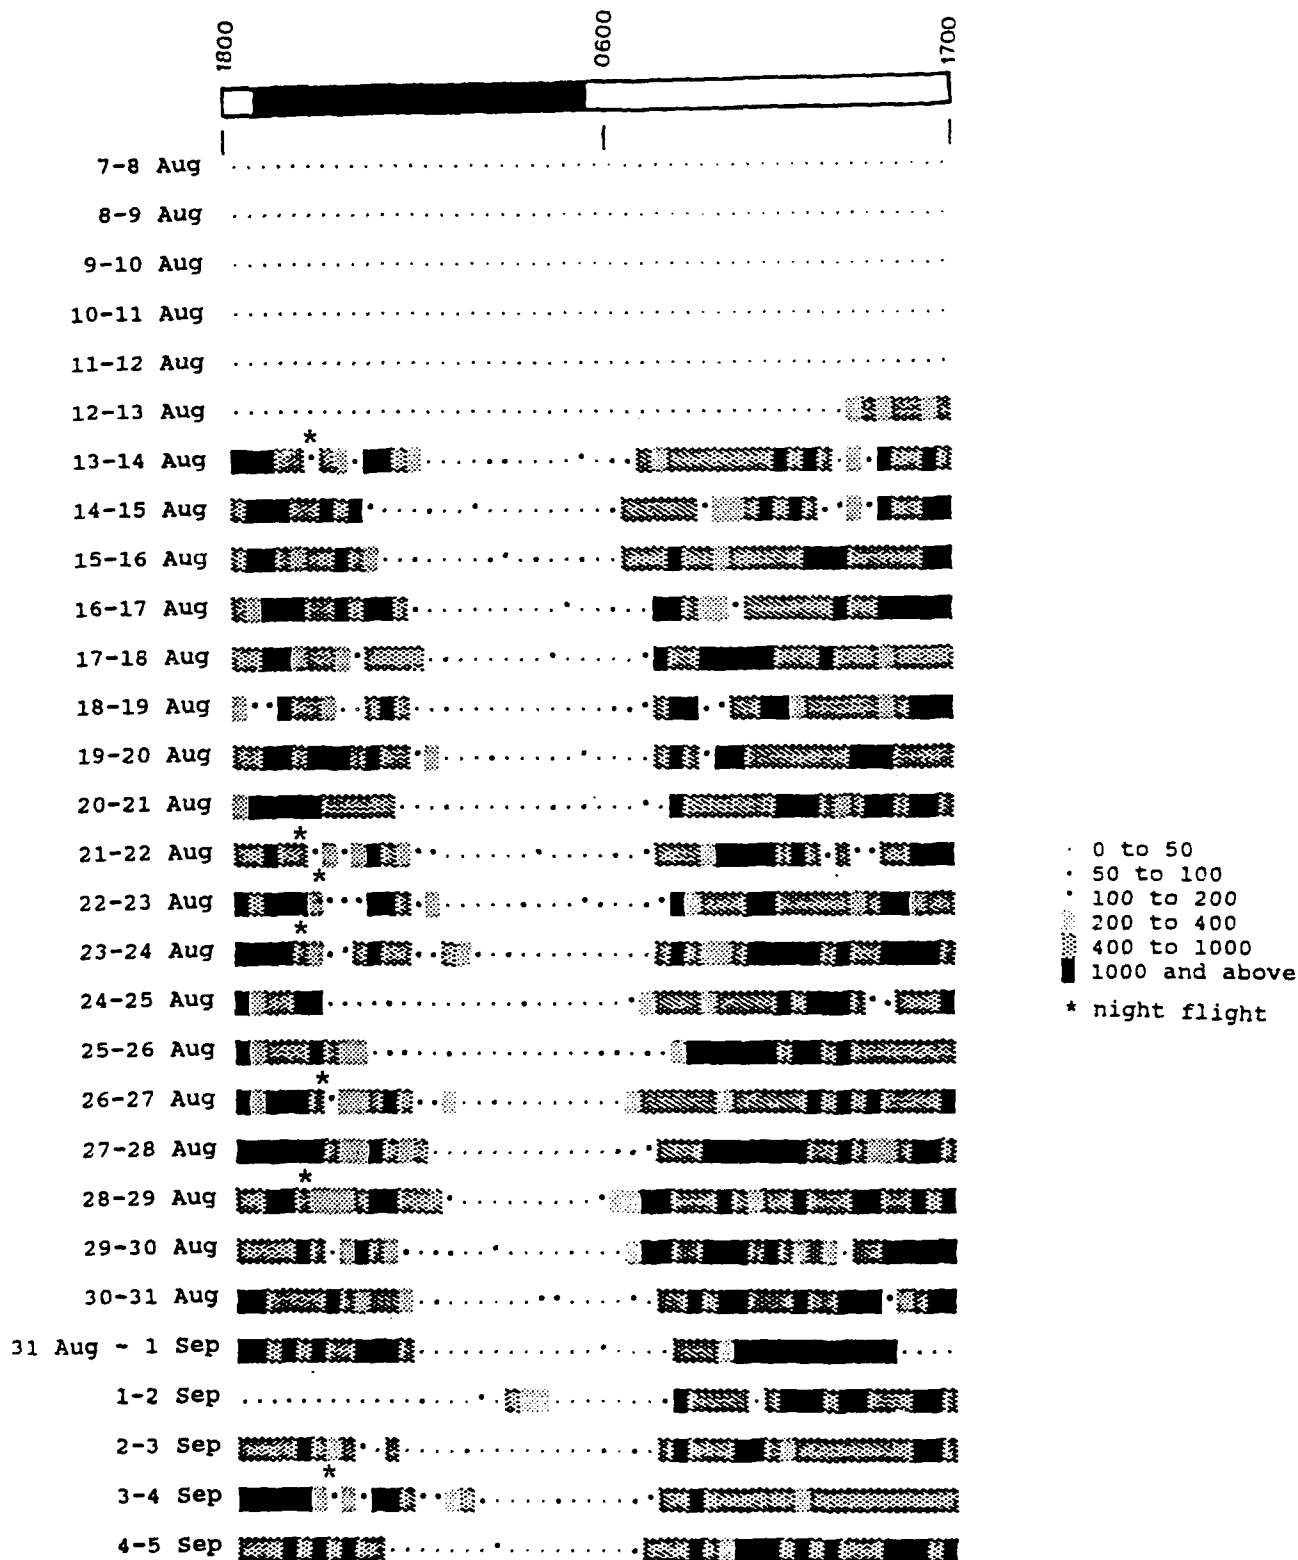 1800
0600
1700
7-8 Aug
8-9 Aug
9-10 Aug
10-11 Aug
11-12 Aug
12-13 Aug
*
13-14 Aug
14-15 Aug
15-16 Aug
16-17 Aug
17-18 Aug
18-19 Aug
19-20 Aug
20-21 Aug
*
21-22 Aug
*
22-23 Aug
*
23-24 Aug
24-25 Aug
25-26 Aug
*
26-27 Aug
27-28 Aug
*
28-29 Aug
29-30 Aug
30-31 Aug
31 Aug - 1 Sep
1-2 Sep
2-3 Sep
*
3-4 Sep
4-5 Sep
0 to 50
50 to 100
100 to 200
200 to 400
400 to 1000
1000 and above
* night flight